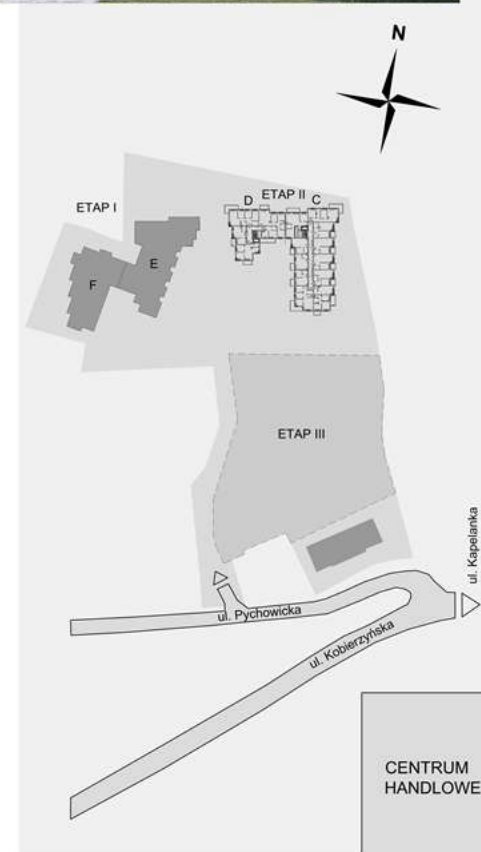 N
ETAP I
D
ETAP II
C
E
F
ETAP III
ul. Kapelanka
ul. Pychowicka
ul. Kobierzyńska
CENTRUM
HANDLOWE